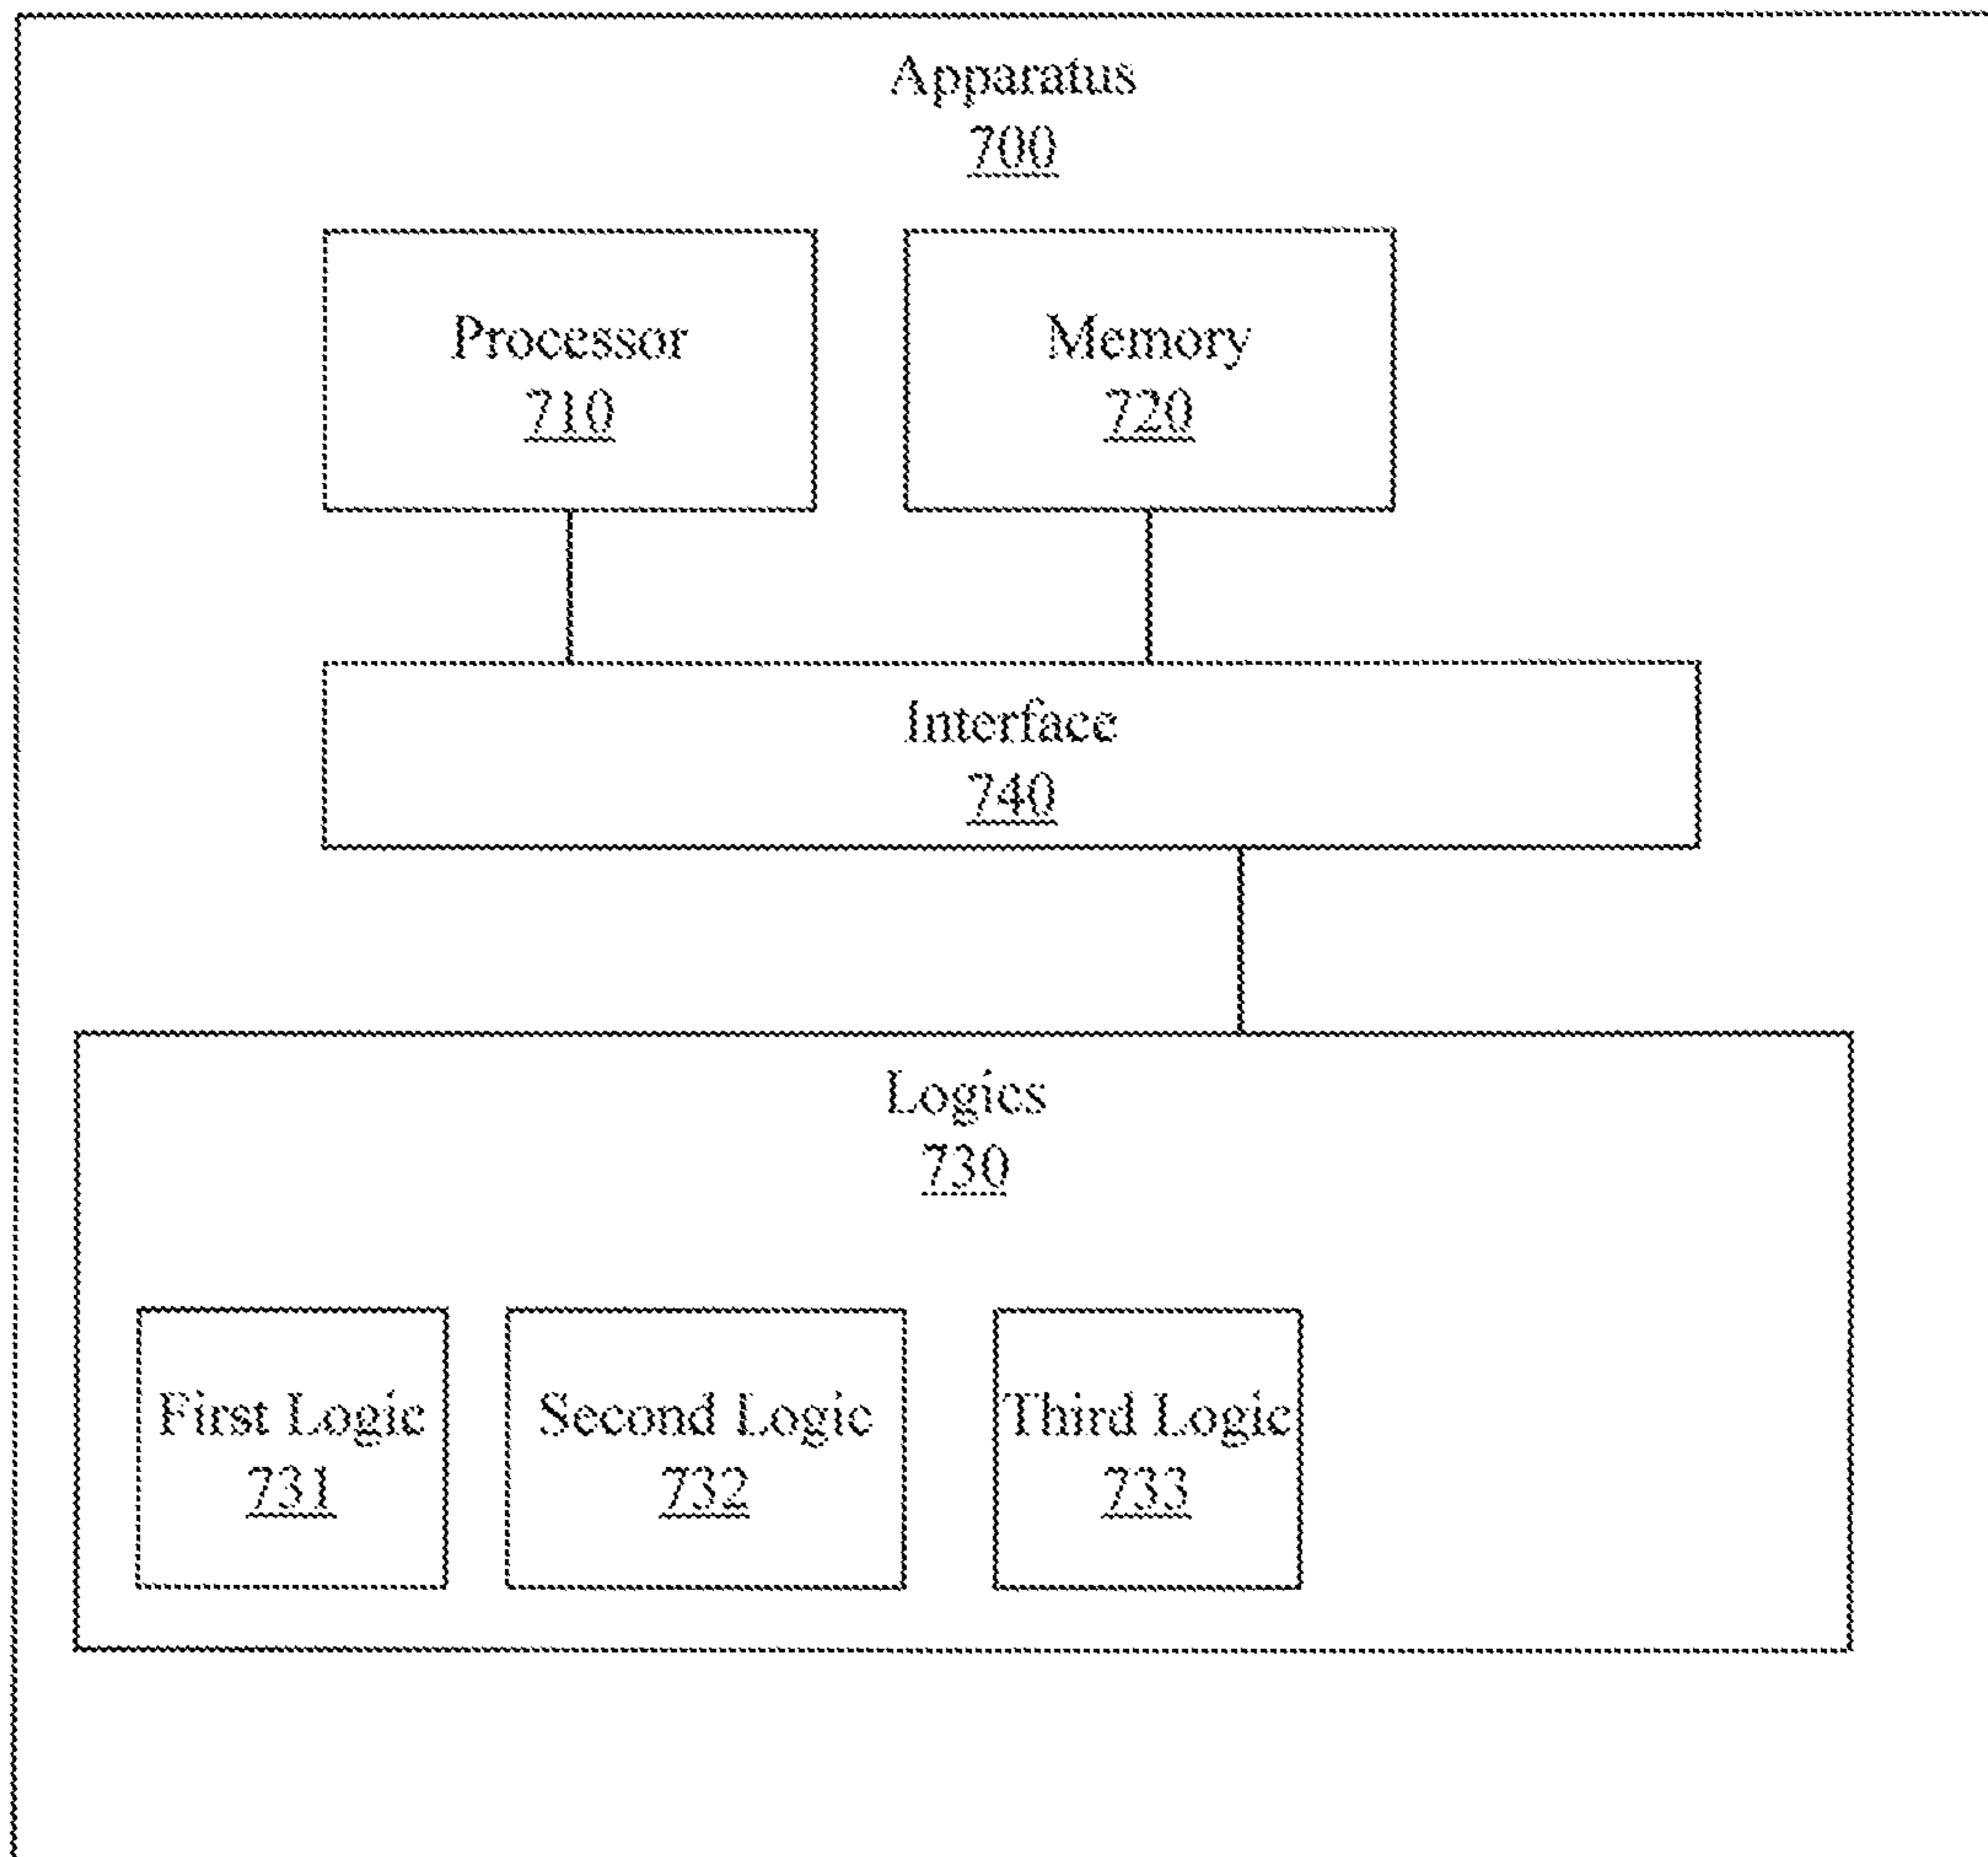 Apparatus
700
Processor
710
Memory
720
Interface
740
Logics
730
First Logic
731
Second Logic
732
Third Logic
733